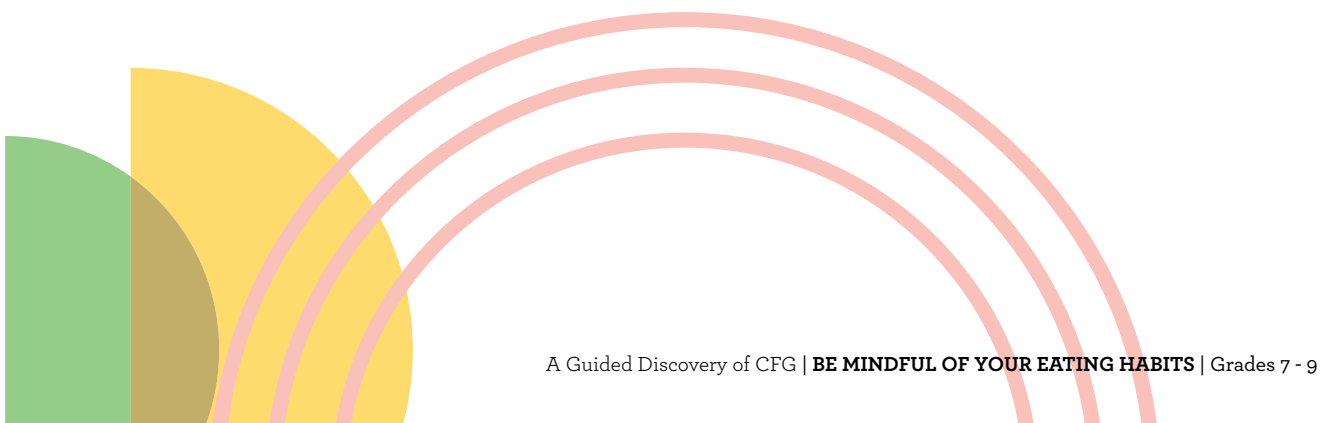 A Guided Discovery of CFG | BE MINDFUL OF YOUR EATING HABITS | Grades 7 - 9